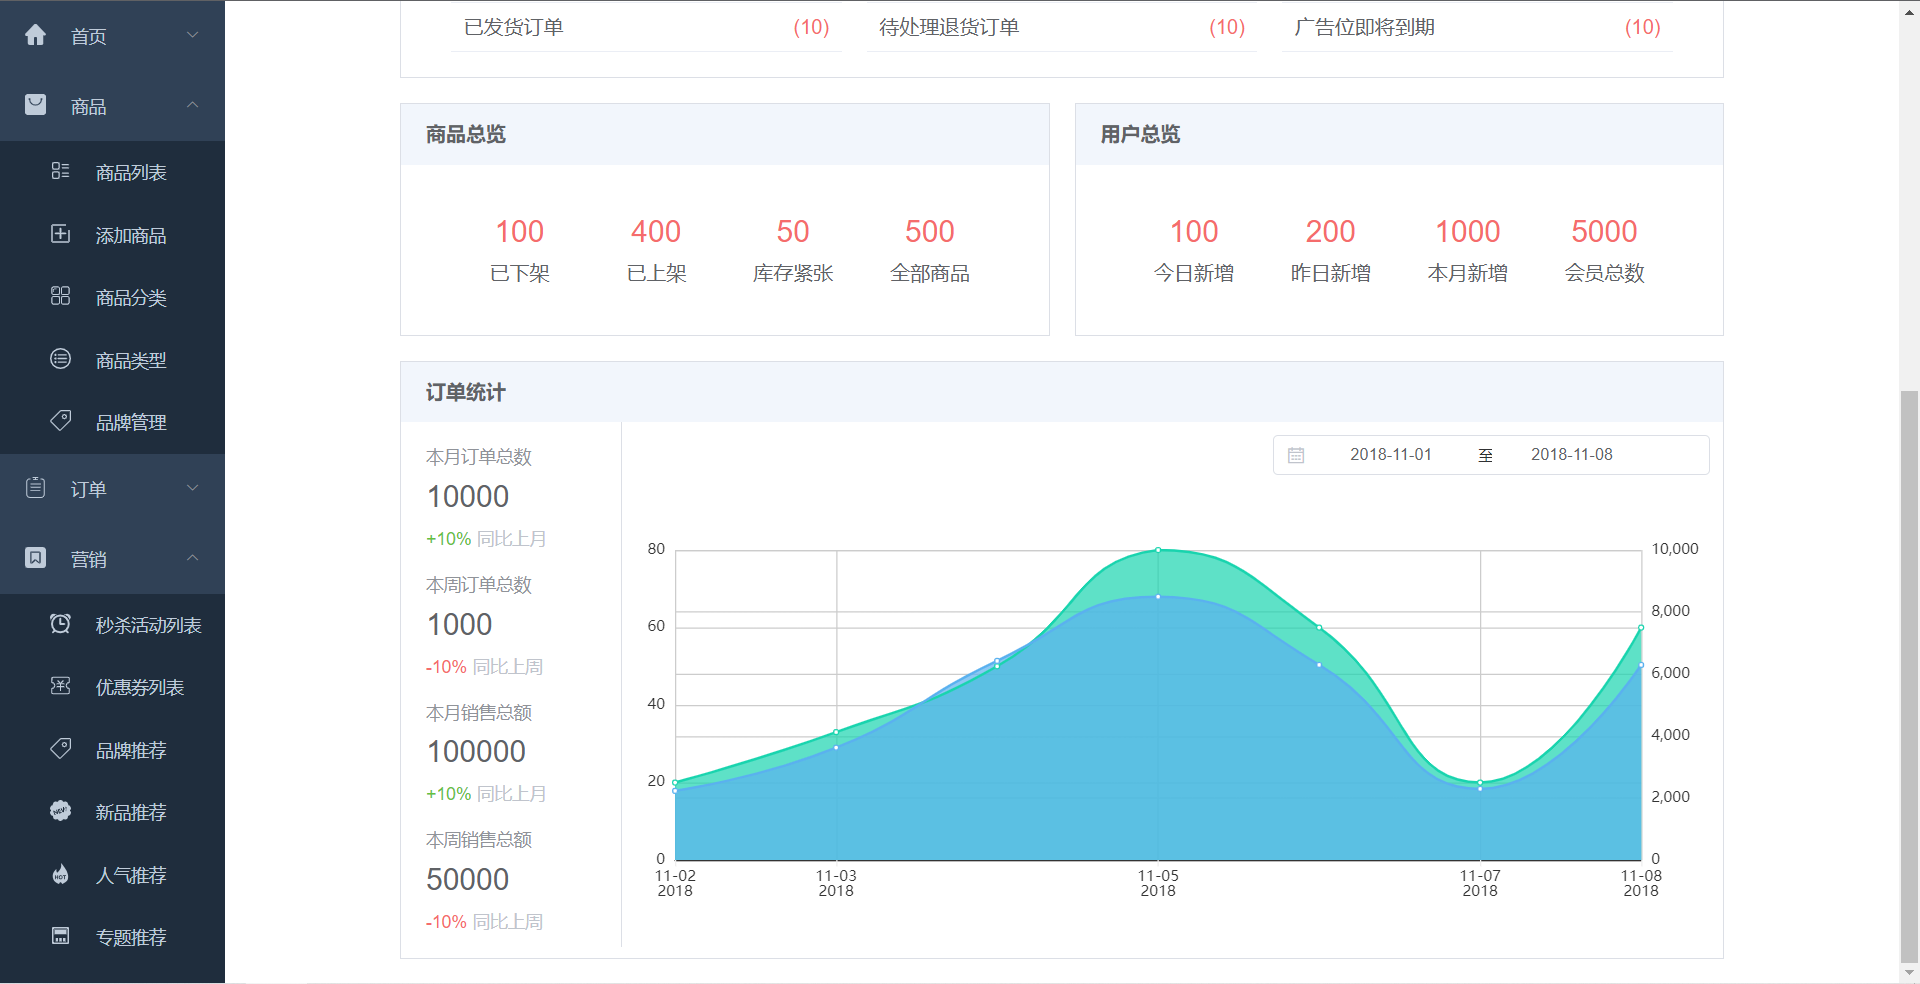 首页
商品
商品列表
添加商品
商品分类
商品类型
品牌管理
订单
营销
秒杀活动列表
优惠券列表
品牌推荐
新品推荐
人气推荐
专题推荐
已发货订单 (10) 待处理退货订单 (10) 广告位即将到期 (10)
商品总览
100 400 50 500
已下架 已上架 库存紧张 全部商品
用户总览
100 200 1000 5000
今日新增 昨日新增 本月新增 会员总数
订单统计
本月订单总数
10000
+10% 同比上月
本周订单总数
1000
-10% 同比上周
本月销售总额
100000
+10% 同比上月
本周销售总额
50000
-10% 同比上周
2018-11-01 至 2018-11-08
80 10,000
8,000
60
6,000
40
4,000
20
2,000
0 0
11-02 11-03 11-05 11-07 11-08
2018 2018 2018 2018 2018